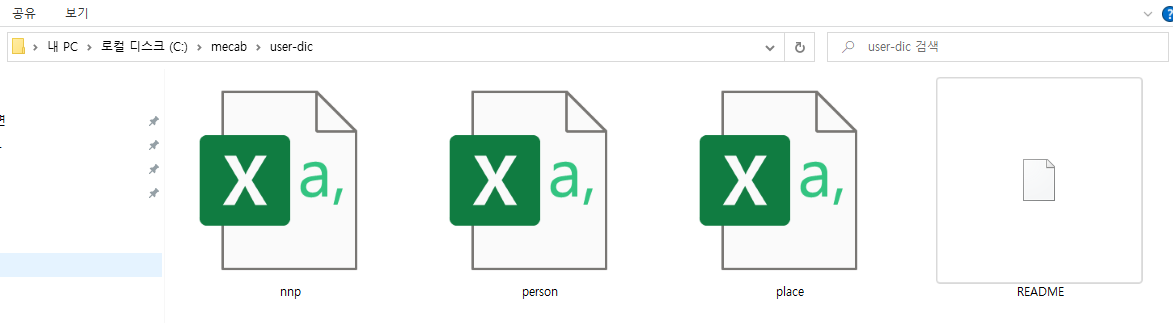 공유 보기
내 PC 로컬 디스크 (C:) mecab user-dic user-dic 검색
면
nnp person place README